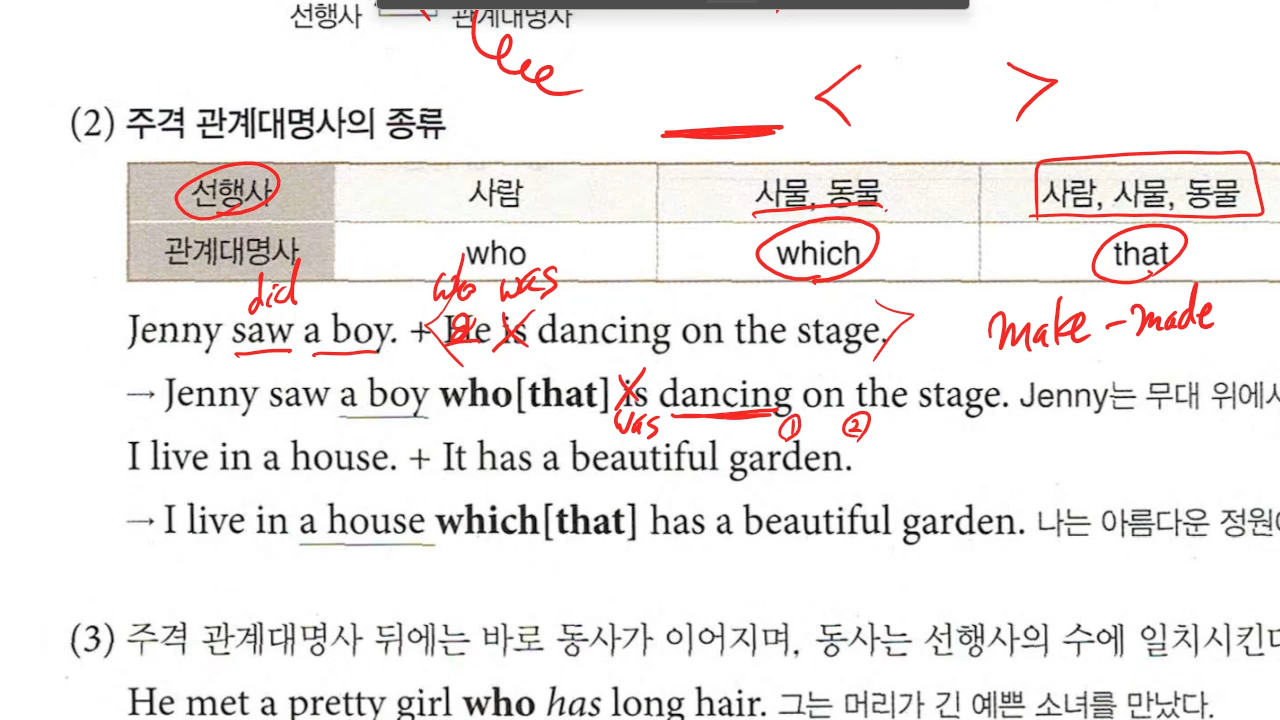 선행사 관계대명사
(2) 주격 관계대명사의 종류
선행사 사람 사물, 동물 사람, 사물, 동물
관계대명사 who which that
did who was
Jenny saw a boy. + He is dancing on the stage. make - made
→ Jenny saw a boy who[that] is dancing on the stage. Jenny는 무대 위에서
was ① ②
I live in a house. + It has a beautiful garden.
→ I live in a house which[that] has a beautiful garden. 나는 아름다운 정원이
(3) 주격 관계대명사 뒤에는 바로 동사가 이어지며, 동사는 선행사의 수에 일치시킨다
He met a pretty girl who has long hair. 그는 머리가 긴 예쁜 소녀를 만났다.